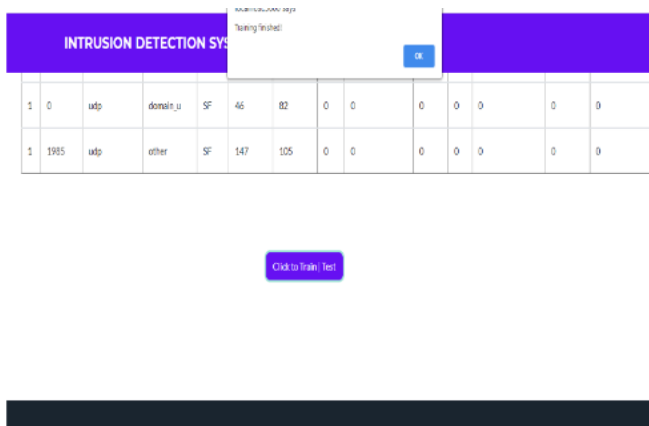 says
Training finished!
INTRUSION DETECTION SYS
OK
1 0 udp domain_u SF 46 82 0 0 0 0 0 0 0
1 1985 udp other SF 147 105 0 0 0 0 0 0 0
Click to Train | Test